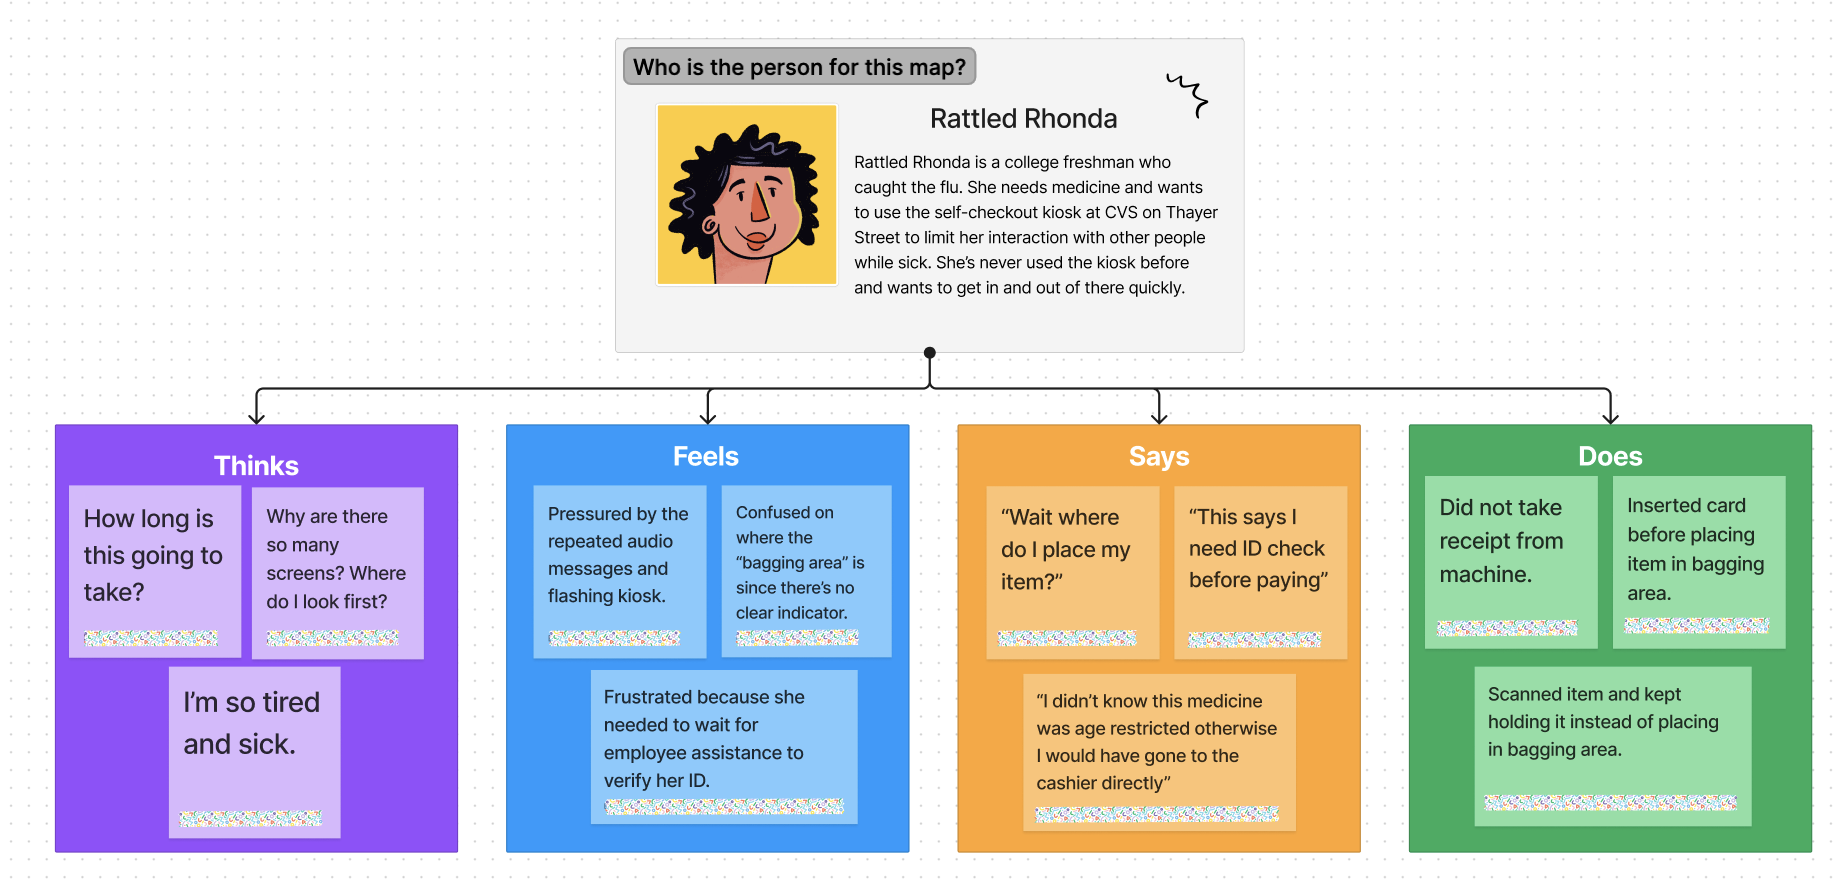 Who is the person for this map?
Rattled Rhonda
Rattled Rhonda is a college freshman who
caught the flu. She needs medicine and wants
to use the self-checkout kiosk at CVS on Thayer
Street to limit her interaction with other people
while sick. She’s never used the kiosk before
and wants to get in and out of there quickly.
Thinks
How long is
this going to
take?
Why are there
so many
screens? Where
do I look first?
I’m so tired
and sick.
Feels
Pressured by the
repeated audio
messages and
flashing kiosk.
Confused on
where the
“bagging area” is
since there’s no
clear indicator.
Frustrated because she
needed to wait for
employee assistance to
verify her ID.
Says
“Wait where
do I place my
item?”
“This says I
need ID check
before paying”
“I didn’t know this medicine
was age restricted otherwise
I would have gone to the
cashier directly”
Does
Did not take
receipt from
machine.
Inserted card
before placing
item in bagging
area.
Scanned item and kept
holding it instead of placing
in bagging area.